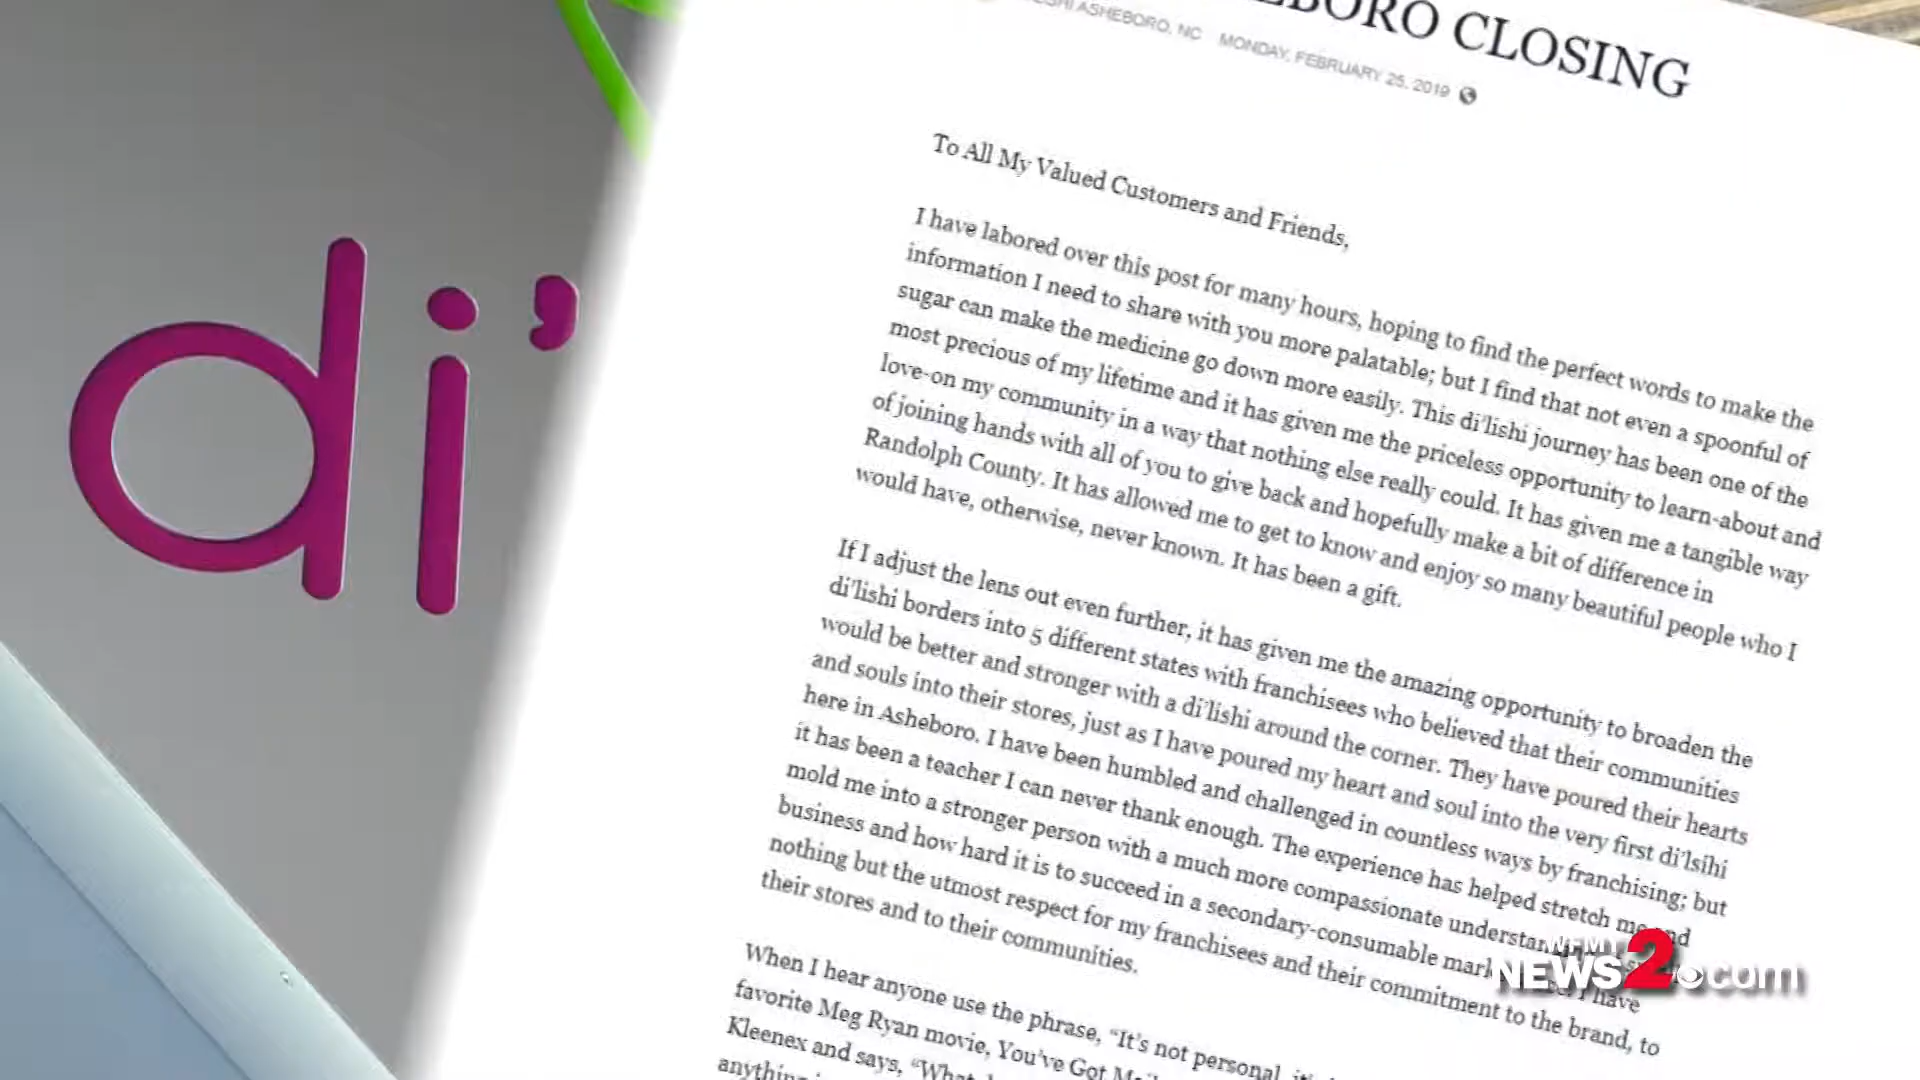 di'
BORO CLOSING
ASHEBORO, NC MONDAY, FEBRUARY 25, 2019
To All My Valued Customers and Friends,
I have labored over this post for many hours, hoping to find the perfect words to make the
information I need to share with you more palatable; but I find that not even a spoonful of
sugar can make the medicine go down more easily. This di'lishi journey has been one of the
most precious of my lifetime and it has given me the priceless opportunity to learn-about and
love-on my community in a way that nothing else really could. It has given me a tangible way
of joining hands with all of you to give back and hopefully make a bit of difference in
Randolph County. It has allowed me to get to know and enjoy so many beautiful people who I
would have, otherwise, never known. It has been a gift.
If I adjust the lens out even further, it has given me the amazing opportunity to broaden the
di'lishi borders into 5 different states with franchisees who believed that their communities
would be better and stronger with a di'lishi around the corner. They have poured their hearts
and souls into their stores, just as I have poured my heart and soul into the very first di'lsihi
here in Asheboro. I have been humbled and challenged in countless ways by franchising; but
it has been a teacher I can never thank enough. The experience has helped stretch me and
mold me into a stronger person with a much more compassionate
business and how hard it is to succeed in a secondary-consumable I have
nothing but the utmost respect for my franchisees and their commitment to the brand, to
their stores and to their communities.
When I hear anyone use the phrase, "It's not personal,
favorite Meg Ryan movie, You've Got
Kleenex and says,
WFMY
NEWS 2 .com